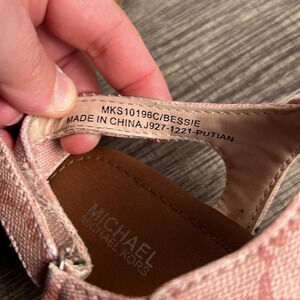 MKS10196C/BESSIE
MADE IN CHINA J927-1221-PUTIAN
MICHAEL
MICHAEL KORS